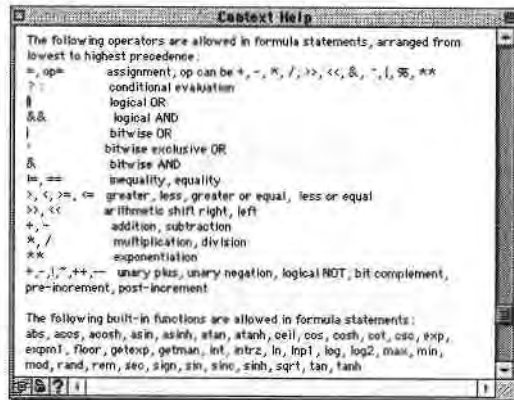 Context Help
The following operators are allowed in formula statements, arranged from
lowest to highest precedence:
=, op= assignment, op can be +, -, *, /, >>, <<, &, ^, |, %, **
? : conditional evaluation
logical OR
&& logical AND
| bitwise OR
bitwise exclusive OR
& bitwise AND
!=, == inequality, equality
>, <, >=, <= greater, less, greater or equal, less or equal
>>, << arithmetic shift right, left
+, - addition, subtraction
*, / multiplication, division
** exponentiation
+,-,!,~,++,-- unary plus, unary negation, logical NOT, bit complement,
pre-increment, post-increment
The following built-in functions are allowed in formula statements:
abs, acos, acosh, asin, asinh, atan, atanh, ceil, cos, cosh, cot, csc, exp,
expm1, floor, getexp, getman, int, intrz, ln, lnp1, log, log2, max, min,
mod, rand, rem, sec, sign, sin, sinc, sinh, sqrt, tan, tanh